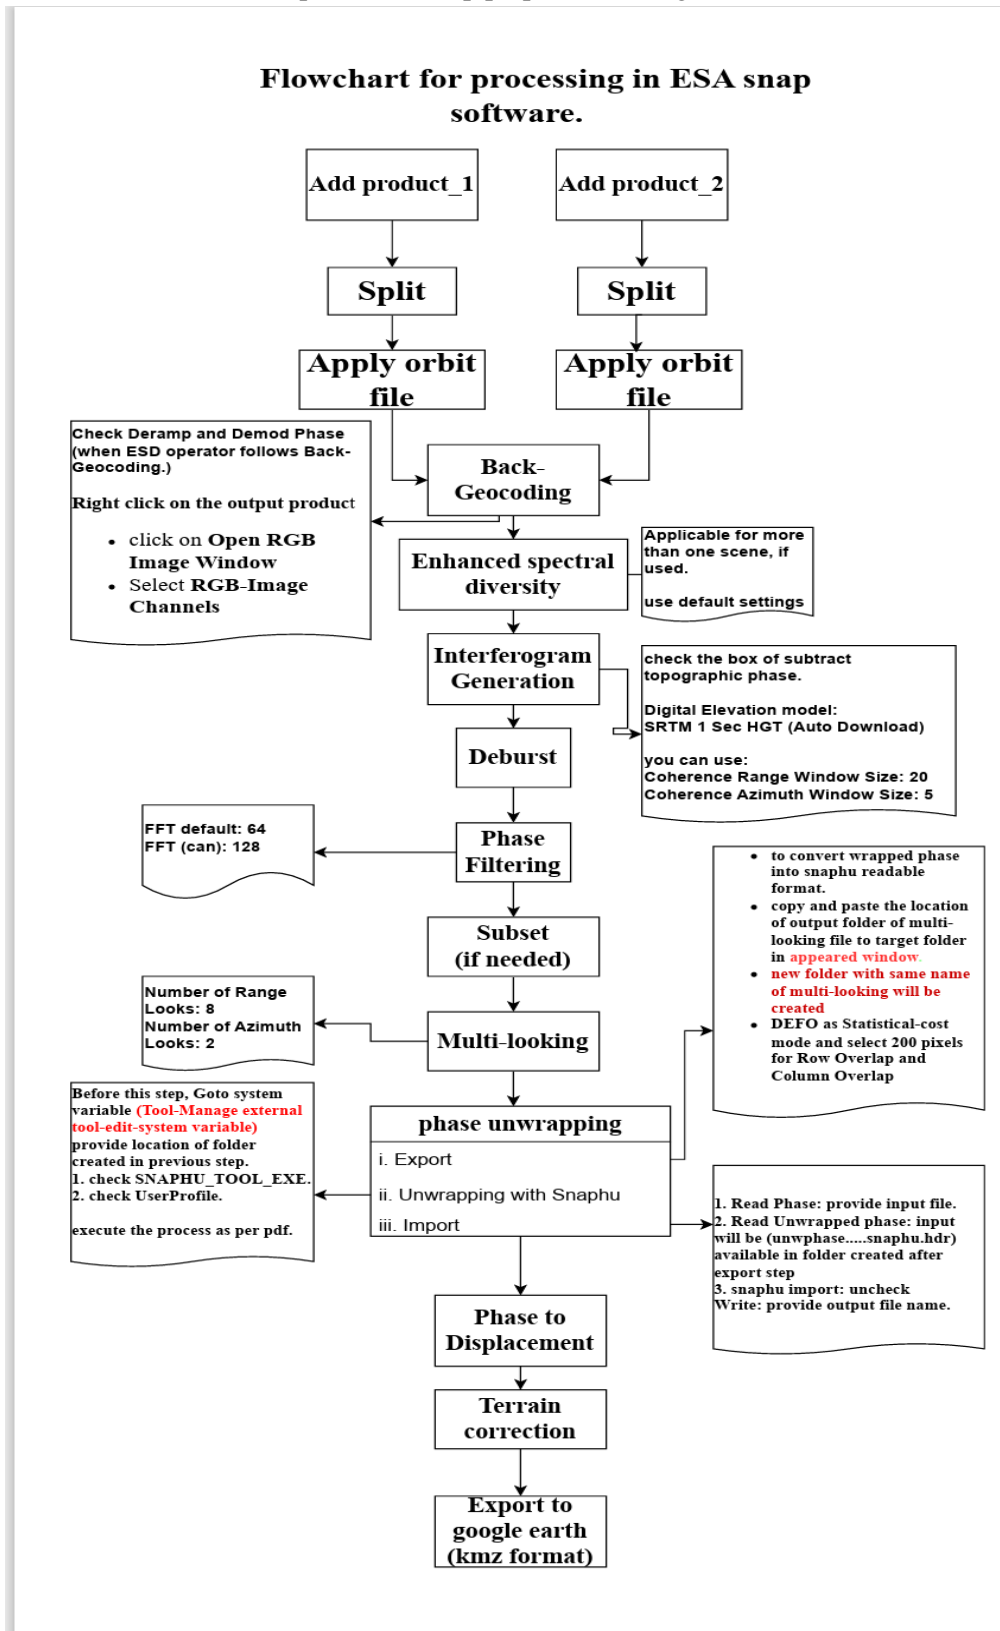 Flowchart for processing in ESA snap
software.
Add product_1
Add product_2
Split
Split
Apply orbit
file
Apply orbit
file
Check Deramp and Demod Phase
(when ESD operator follows Back-
Geocoding.)
Right click on the output product
• click on Open RGB
Image Window
• Select RGB-Image
Channels
Back-
Geocoding
Enhanced spectral
diversity
Applicable for more
than one scene, if
used.
use default settings
Interferogram
Generation
check the box of subtract
topographic phase.
Digital Elevation model:
SRTM 1 Sec HGT (Auto Download)
you can use:
Coherence Range Window Size: 20
Coherence Azimuth Window Size: 5
Deburst
FFT default: 64
FFT (can): 128
Phase
Filtering
• to convert wrapped phase
into snaphu readable
format.
• copy and paste the location
of output folder of multi-
looking file to target folder
in appeared window.
• new folder with same name
of multi-looking will be
created
• DEFO as Statistical-cost
mode and select 200 pixels
for Row Overlap and
Column Overlap
Subset
(if needed)
Number of Range
Looks: 8
Number of Azimuth
Looks: 2
Multi-looking
Before this step, Goto system
variable (Tool-Manage external
tool-edit-system variable)
provide location of folder
created in previous step.
1. check SNAPHU_TOOL_EXE.
2. check UserProfile.
execute the process as per pdf.
phase unwrapping
i. Export
ii. Unwrapping with Snaphu
iii. Import
1. Read Phase: provide input file.
2. Read Unwrapped phase: input
will be (unwphase.....snaphu.hdr)
available in folder created after
export step
3. snaphu import: uncheck
Write: provide output file name.
Phase to
Displacement
Terrain
correction
Export to
google earth
(kmz format)